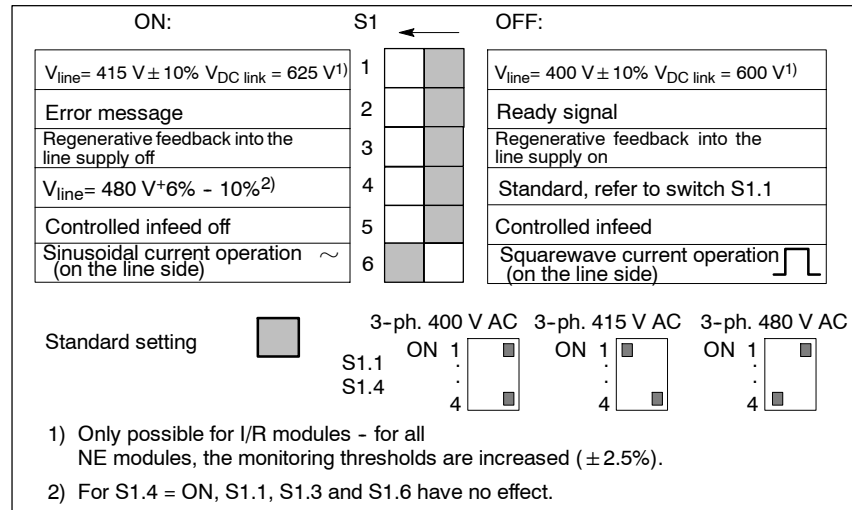 ON: S1 OFF:
Vline= 415 V ± 10% VDC link = 625 V1) 1 Vline= 400 V ± 10% VDC link = 600 V1)
Error message 2 Ready signal
Regenerative feedback into the
line supply off
3
Regenerative feedback into the
line supply on
Vline= 480 V+6% - 10%2) 4 Standard, refer to switch S1.1
Controlled infeed off 5 Controlled infeed
Sinusoidal current operation ~
(on the line side)
6
Squarewave current operation
(on the line side)
Standard setting
3-ph. 400 V AC 3-ph. 415 V AC 3-ph. 480 V AC
ON 1 ON 1 ON 1
S1.1 . . .
S1.4 . . .
4 4 4
1) Only possible for I/R modules - for all
NE modules, the monitoring thresholds are increased (±2.5%).
2) For S1.4 = ON, S1.1, S1.3 and S1.6 have no effect.